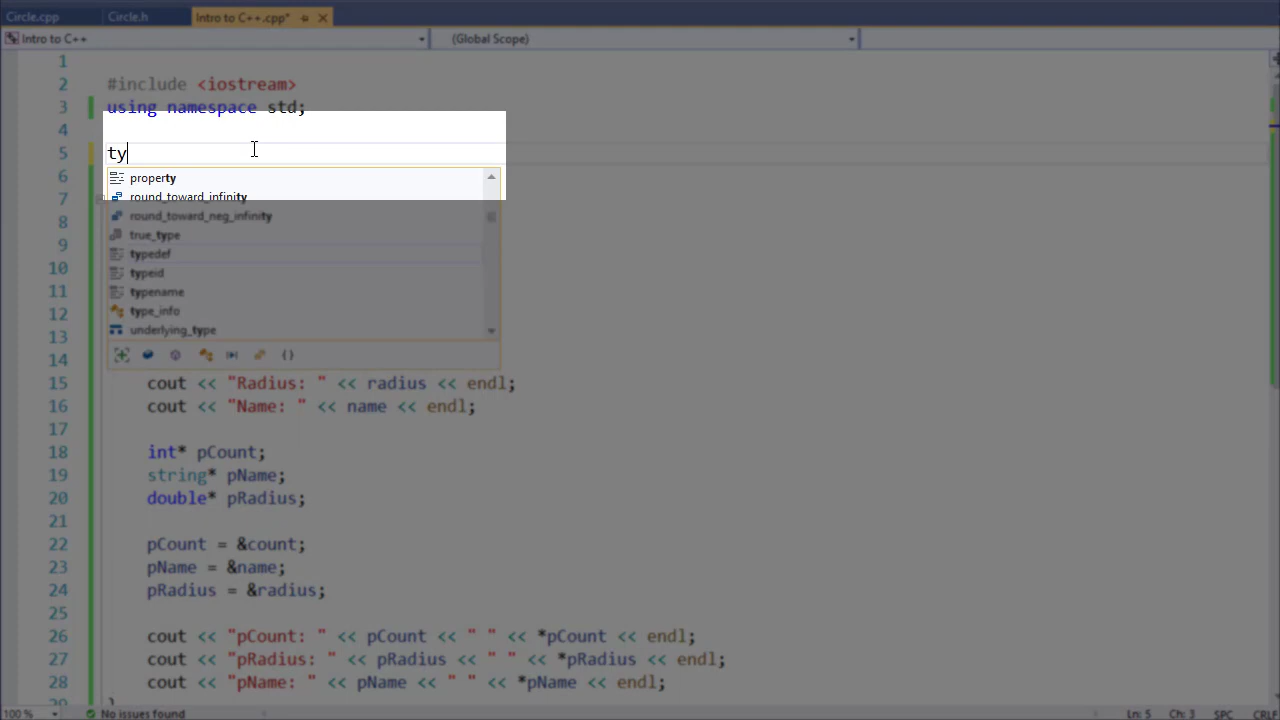 Circle.cpp Circle.h Intro to C++.cpp*
Intro to C++ (Global Scope)
1
2 #include <iostream>
3 using namespace std;
4
5 ty
6 property
7 round_toward_infinity
8 round_toward_neg_infinity
9 true_type
typedef
10 typeid
11 typename
12 type_info
13 underlying_type
14
15 cout << "Radius: " << radius << endl;
16 cout << "Name: " << name << endl;
17
18 int* pCount;
19 string* pName;
20 double* pRadius;
21
22 pCount = &count;
23 pName = &name;
24 pRadius = &radius;
25
26 cout << "pCount: " << pCount << " " << *pCount << endl;
27 cout << "pRadius: " << pRadius << " " << *pRadius << endl;
28 cout << "pName: " << pName << " " << *pName << endl;
29 }
100 % No issues found Ln: 5 Ch: 3 SPC CRLF